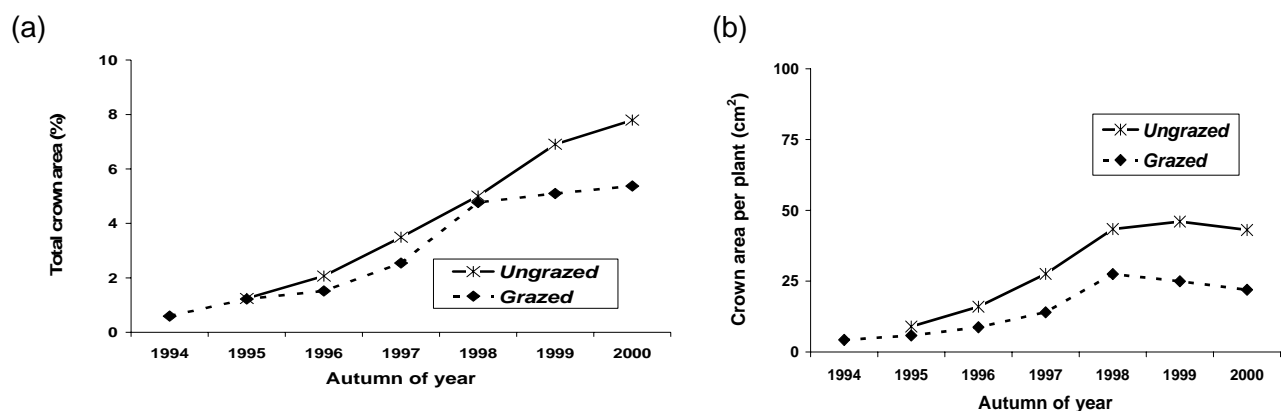 (a)
10
8
6
4
2
0
Total crown area (%)
Ungrazed
Grazed
1994 1995 1996 1997 1998 1999 2000
Autumn of year
(b)
100
75
50
25
0
Crown area per plant (cm²)
Ungrazed
Grazed
1994 1995 1996 1997 1998 1999 2000
Autumn of year